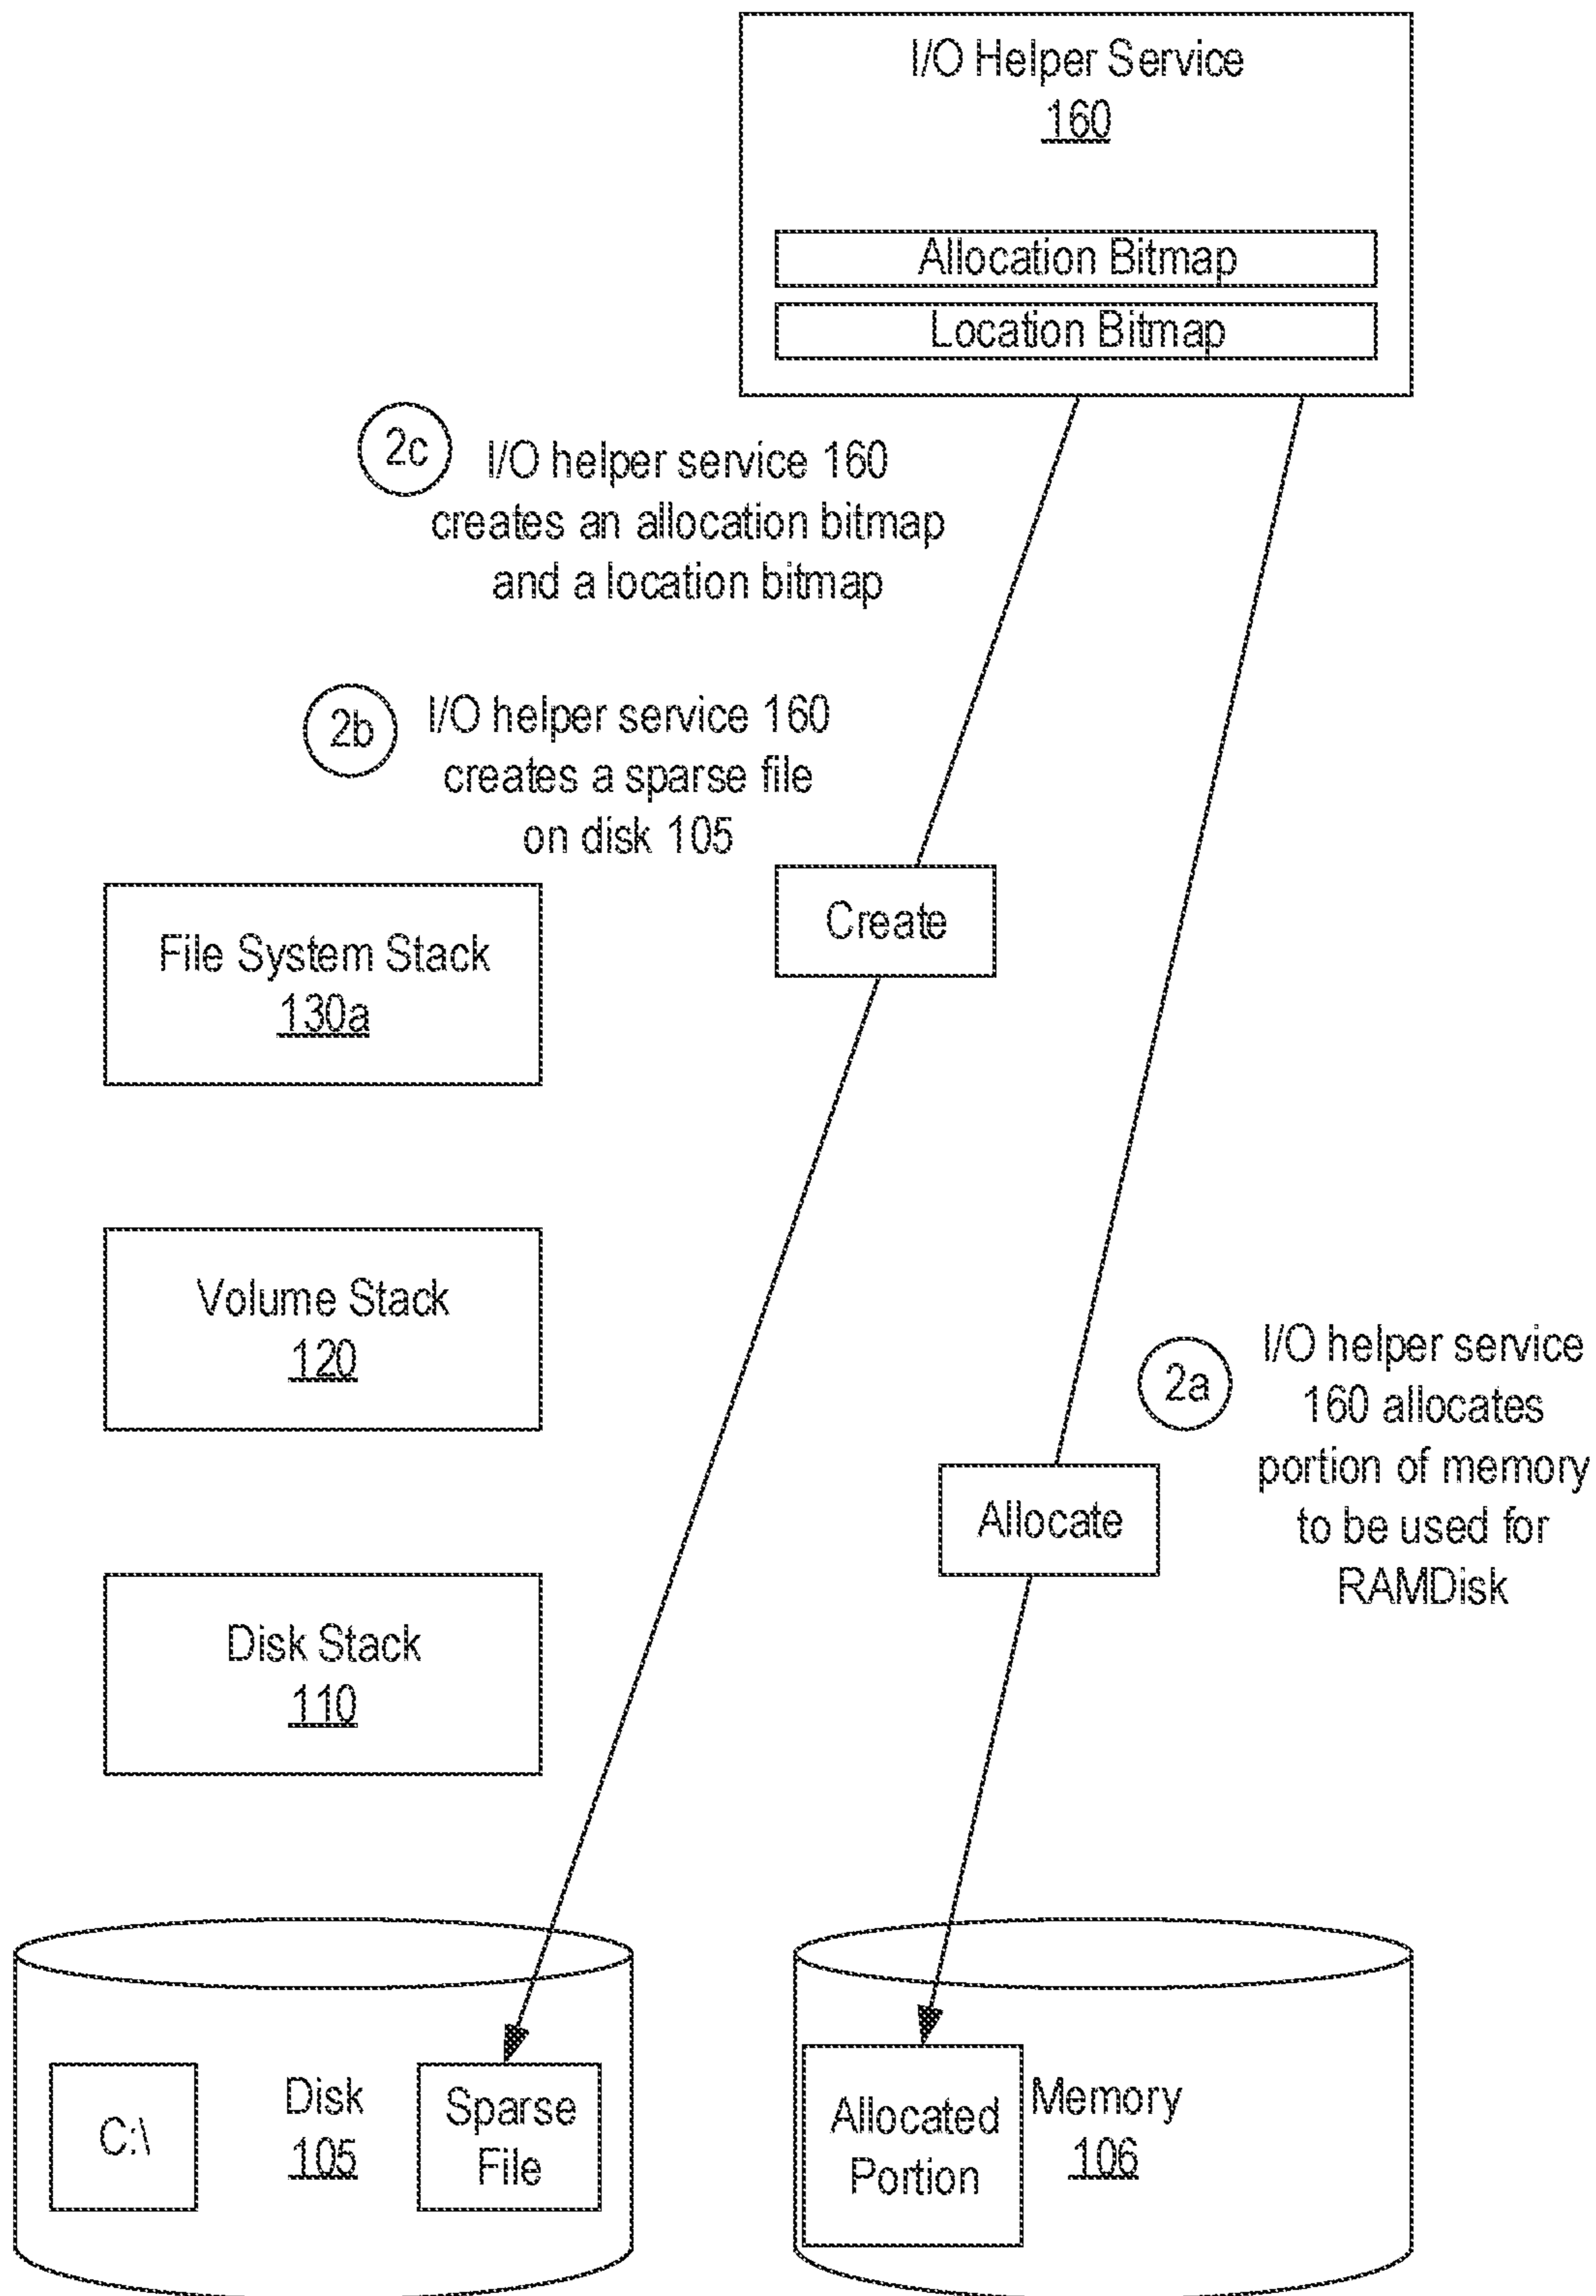 I/O Helper Service
160
Allocation Bitmap
Location Bitmap
2c
I/O helper service 160
creates an allocation bitmap
and a location bitmap
2b
I/O helper service 160
creates a sparse file
on disk 105
Create
File System Stack
130a
Volume Stack
120
2a
I/O helper service
160 allocates
portion of memory
to be used for
RAMDisk
Allocate
Disk Stack
110
C:\
Disk
105
Sparse
File
Allocated
Portion
Memory
106